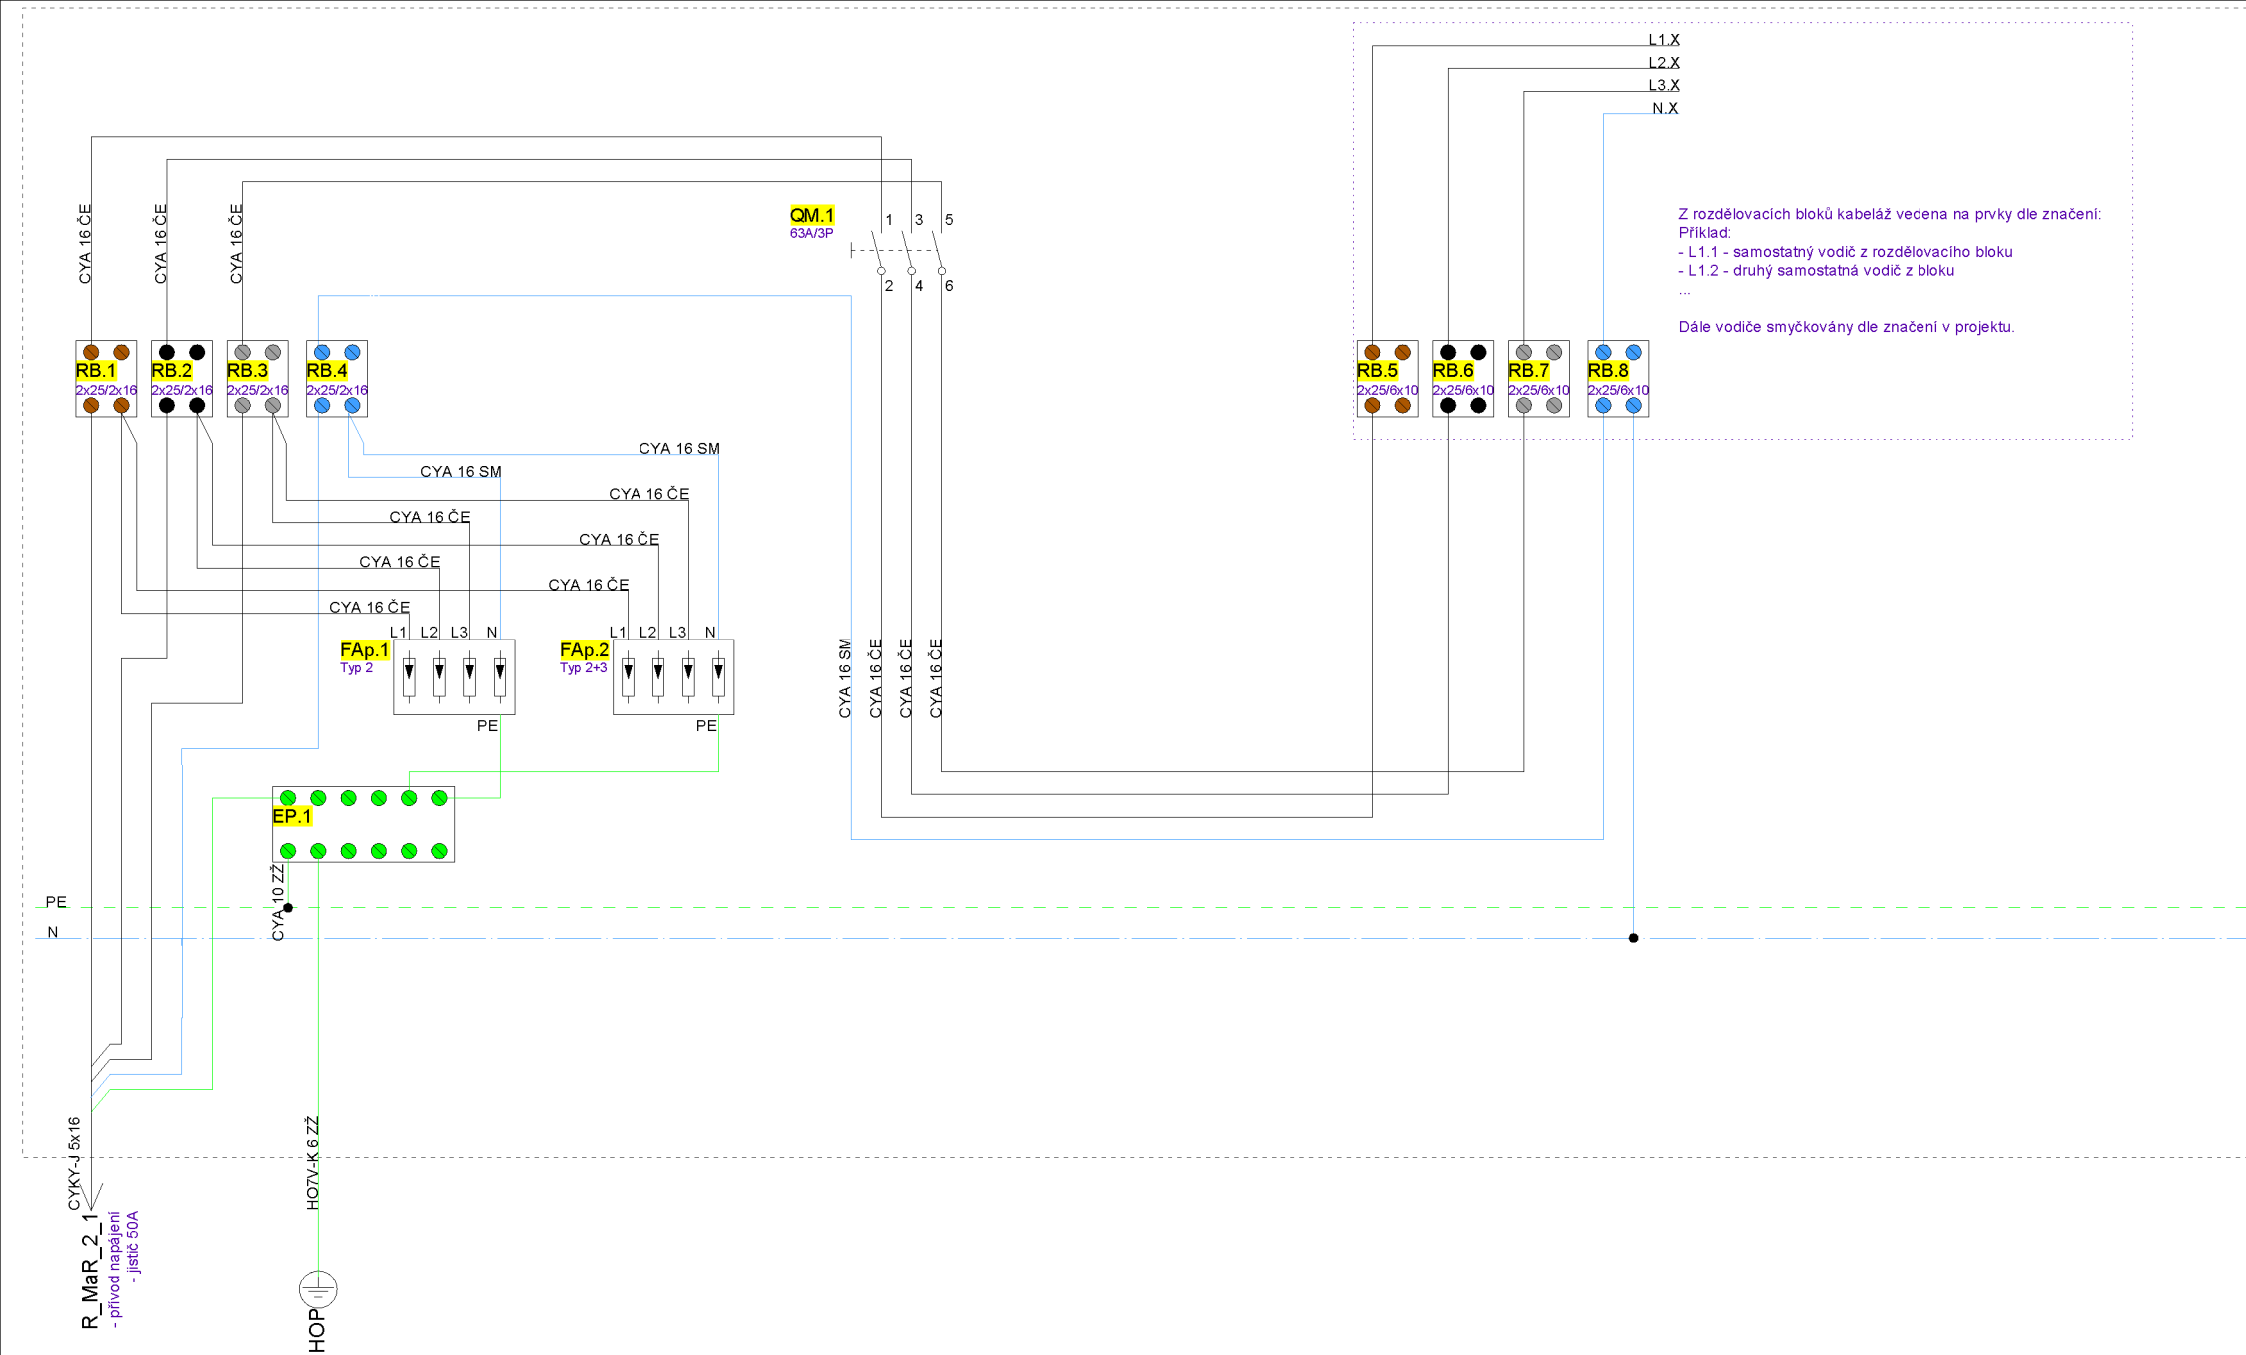 L1.X
L2.X
L3.X
N.X
CYA 16 ČE
CYA 16 ČE
CYA 16 ČE
QM.1
63A/3P
1
3
5
2
4
6
Z rozdělovacích bloků kabeláž vedena na prvky dle značení:
Příklad:
- L1.1 - samostatný vodič z rozdělovacího bloku
- L1.2 - druhý samostatná vodič z bloku
...
Dále vodiče smyčkovány dle značení v projektu.
RB.1
2x25/2x16
RB.2
2x25/2x16
RB.3
2x25/2x16
RB.4
2x25/2x16
RB.5
2x25/6x10
RB.6
2x25/6x10
RB.7
2x25/6x10
RB.8
2x25/6x10
CYA 16 SM
CYA 16 SM
CYA 16 ČE
CYA 16 ČE
CYA 16 ČE
CYA 16 ČE
CYA 16 ČE
CYA 16 ČE
FAp.1
Typ 2
L1
L2
L3
N
PE
FAp.2
Typ 2+3
L1
L2
L3
N
PE
CYA 16 SM
CYA 16 ČE
CYA 16 ČE
CYA 16 ČE
EP.1
CYA 10 ZŽ
PE
N
CYKY-J 5x16
HO7V-K 6 ZŽ
R_MaR_2_1
- přívod napájení
- jistič 50A
HOP